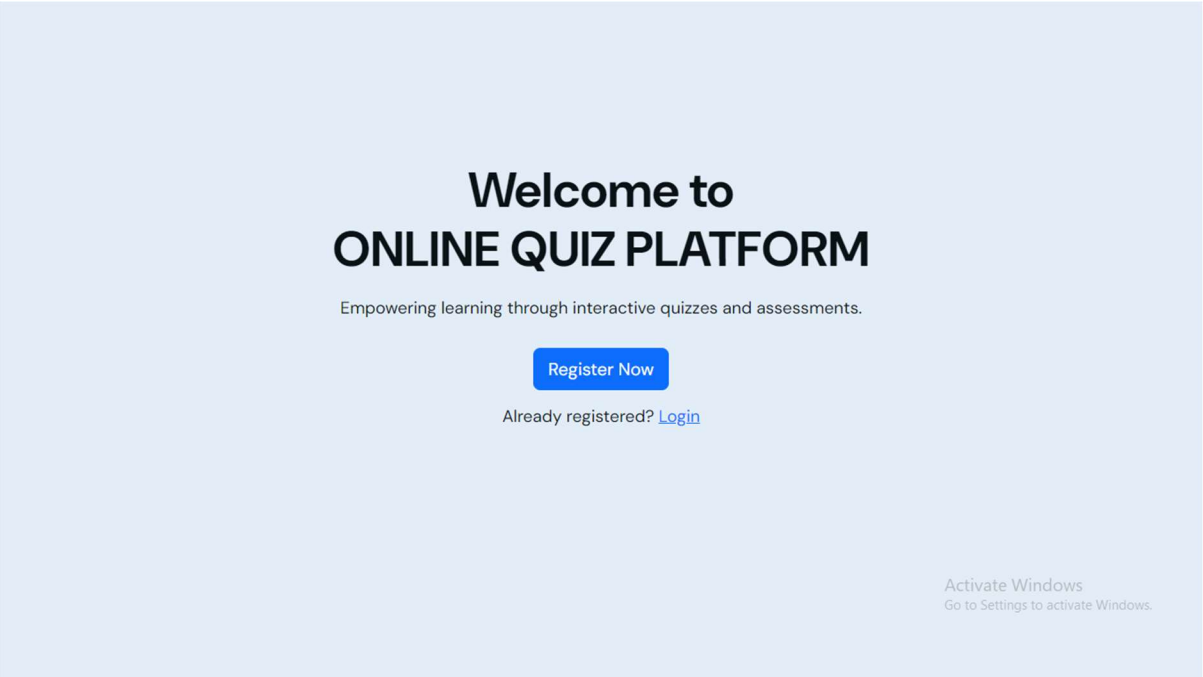 Welcome to
ONLINE QUIZ PLATFORM
Empowering learning through interactive quizzes and assessments.
Register Now
Already registered? Login
Activate Windows
Go to Settings to activate Windows.